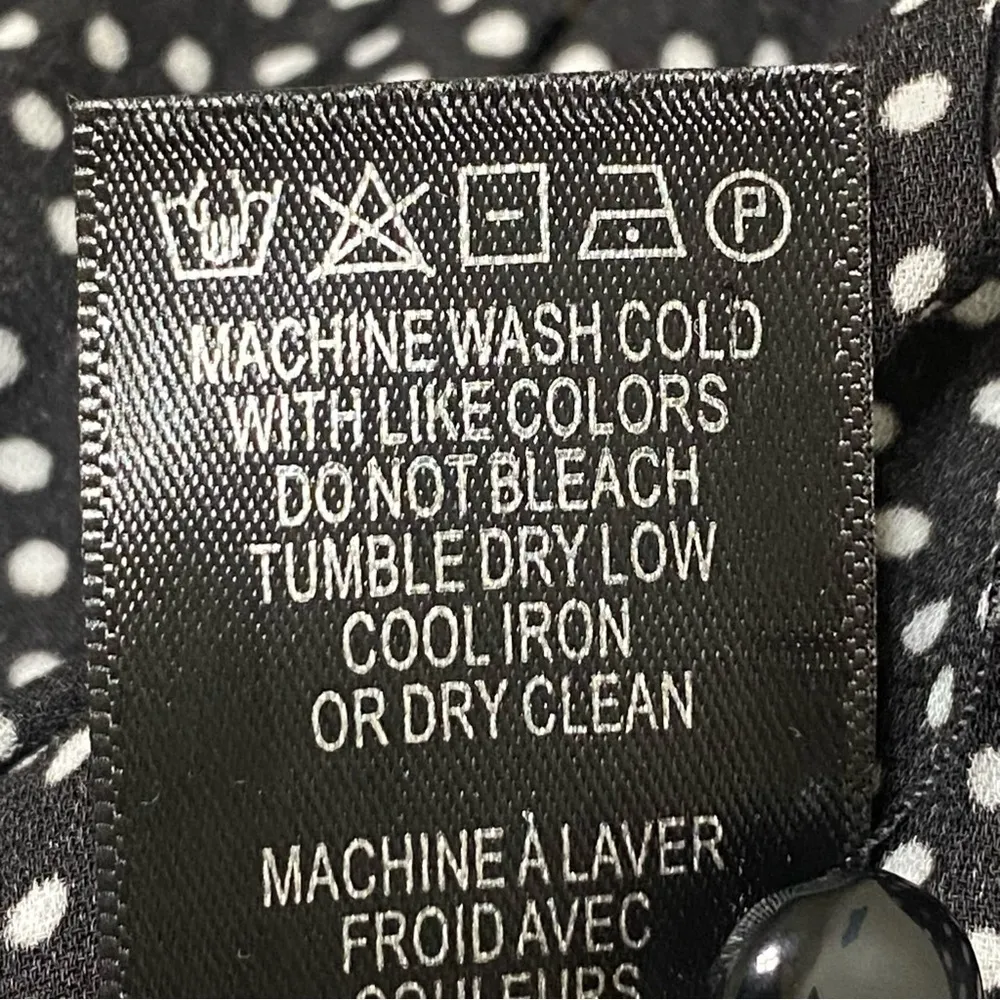 P
MACHINE WASH COLD
WITH LIKE COLORS
DO NOT BLEACH
TUMBLE DRY LOW
COOL IRON
OR DRY CLEAN
MACHINE À LAVER
FROID AVEC
COULEURS